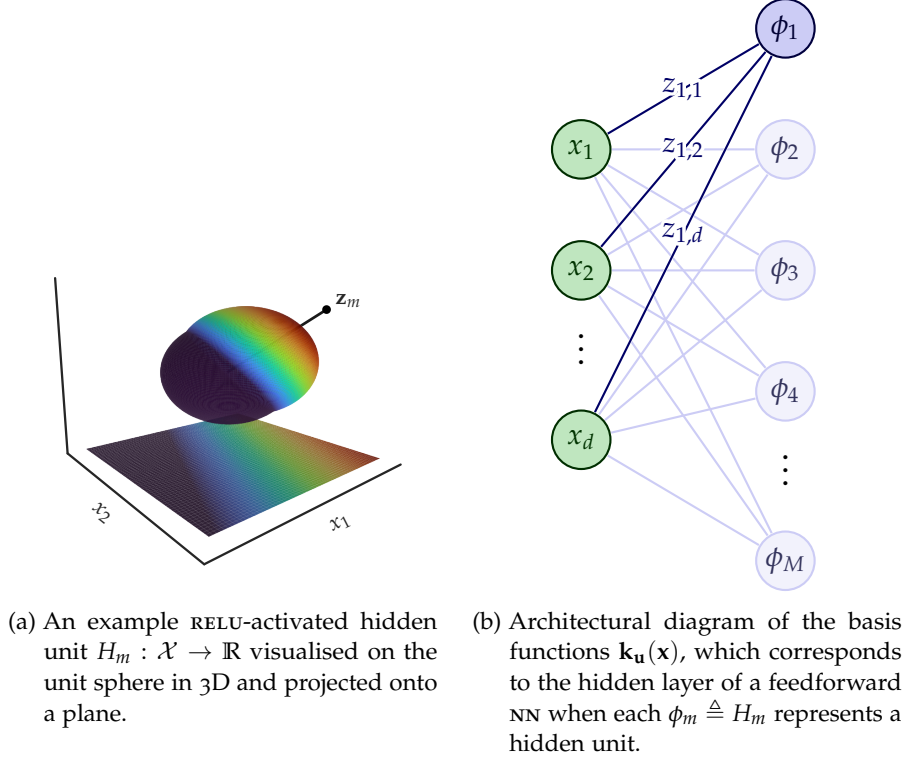 z_m
x_2
x_1
ϕ_1
z_{1,1}
x_1
z_{1,2}
ϕ_2
z_{1,d}
x_2
ϕ_3
⋮
ϕ_4
x_d
⋮
ϕ_M
(a) An example RELU-activated hidden
unit H_m : 𝒳 → ℝ visualised on the
unit sphere in 3D and projected onto
a plane.
(b) Architectural diagram of the basis
functions k_u(x), which corresponds
to the hidden layer of a feedforward
NN when each ϕ_m ≜ H_m represents a
hidden unit.